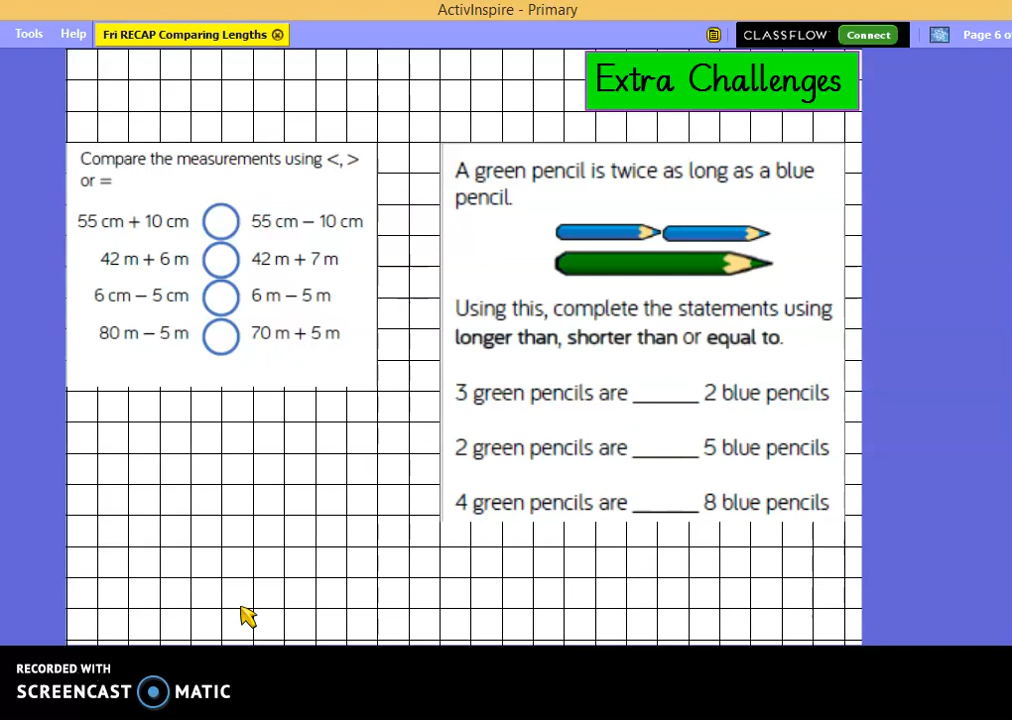 ActivInspire - Primary
Tools Help Fri RECAP Comparing Lengths CLASSFLOW Connect Page 6 o
Extra Challenges
Compare the measurements using <, >
or =
55 cm + 10 cm 55 cm − 10 cm
42 m + 6 m 42 m + 7 m
6 cm − 5 cm 6 m − 5 m
80 m − 5 m 70 m + 5 m
A green pencil is twice as long as a blue
pencil.
Using this, complete the statements using
longer than, shorter than or equal to.
3 green pencils are ______ 2 blue pencils
2 green pencils are ______ 5 blue pencils
4 green pencils are ______ 8 blue pencils
RECORDED WITH
SCREENCAST MATIC